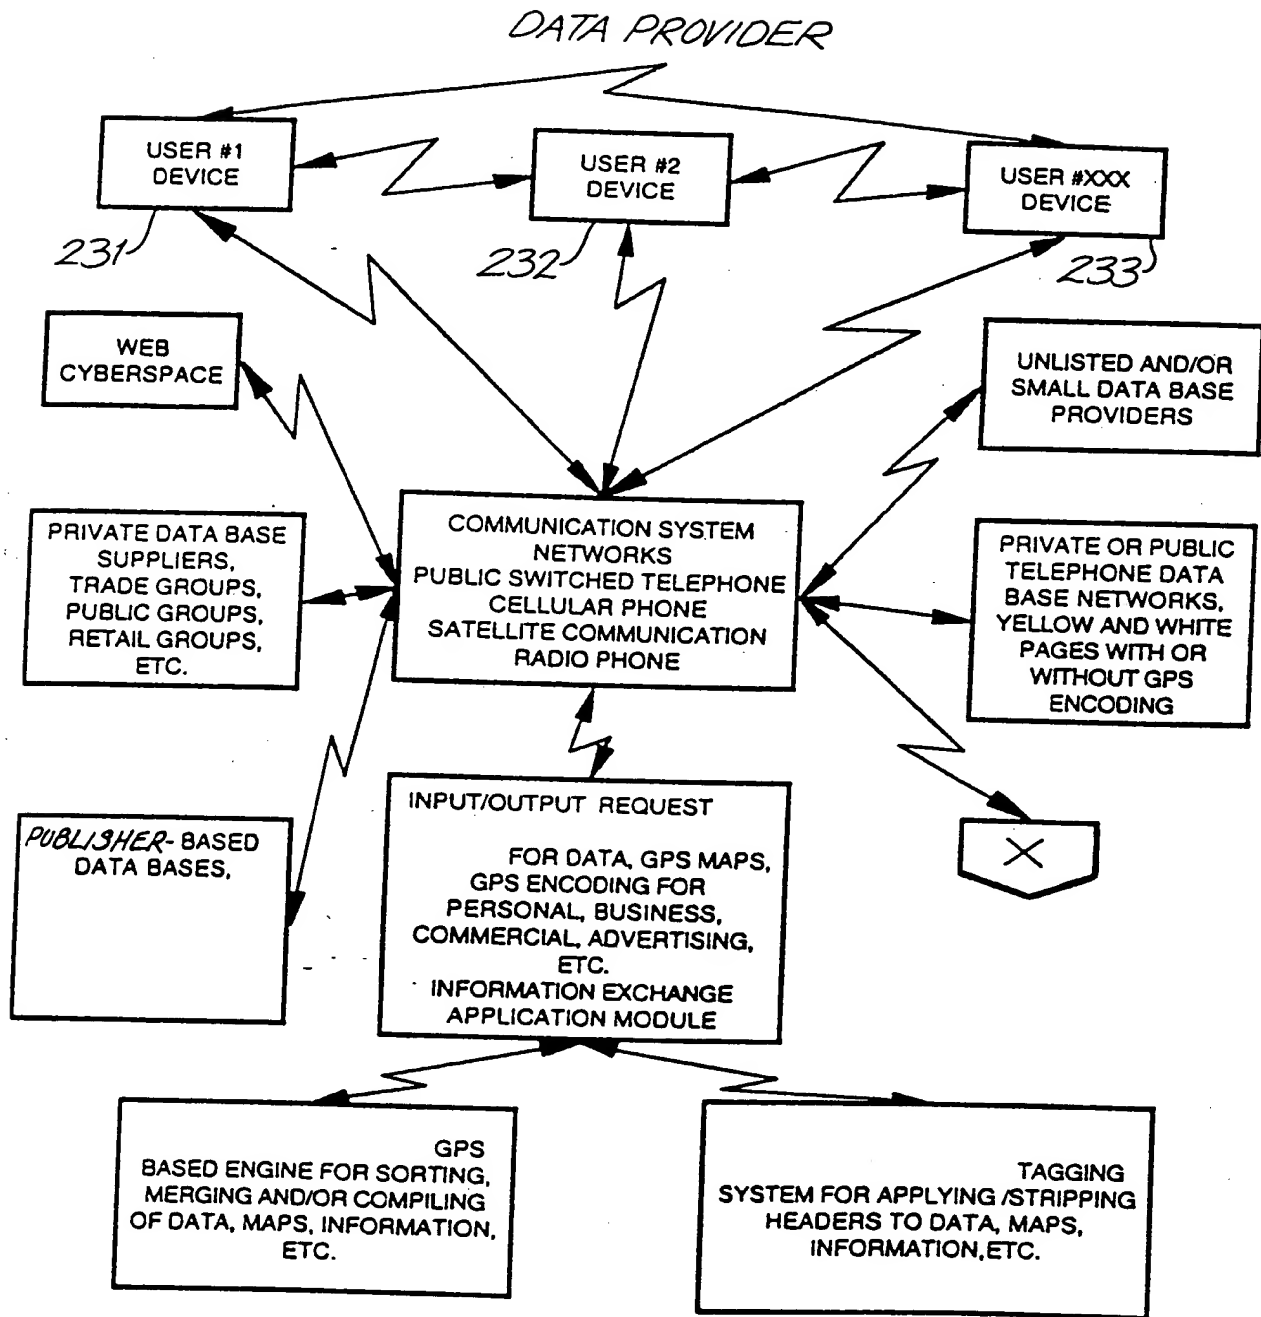 DATA PROVIDER
USER #1
DEVICE
USER #2
DEVICE
USER #XXX
DEVICE
231
232
233
WEB
CYBERSPACE
UNLISTED AND/OR
SMALL DATA BASE
PROVIDERS
PRIVATE DATA BASE
SUPPLIERS,
TRADE GROUPS,
PUBLIC GROUPS,
RETAIL GROUPS,
ETC.
COMMUNICATION SYSTEM
NETWORKS
PUBLIC SWITCHED TELEPHONE
CELLULAR PHONE
SATELLITE COMMUNICATION
RADIO PHONE
PRIVATE OR PUBLIC
TELEPHONE DATA
BASE NETWORKS,
YELLOW AND WHITE
PAGES WITH OR
WITHOUT GPS
ENCODING
PUBLISHER-BASED
DATA BASES,
INPUT/OUTPUT REQUEST
FOR DATA, GPS MAPS,
GPS ENCODING FOR
PERSONAL, BUSINESS,
COMMERCIAL, ADVERTISING,
ETC.
INFORMATION EXCHANGE
APPLICATION MODULE
X
GPS
BASED ENGINE FOR SORTING,
MERGING AND/OR COMPILING
OF DATA, MAPS, INFORMATION,
ETC.
TAGGING
SYSTEM FOR APPLYING /STRIPPING
HEADERS TO DATA, MAPS,
INFORMATION,ETC.